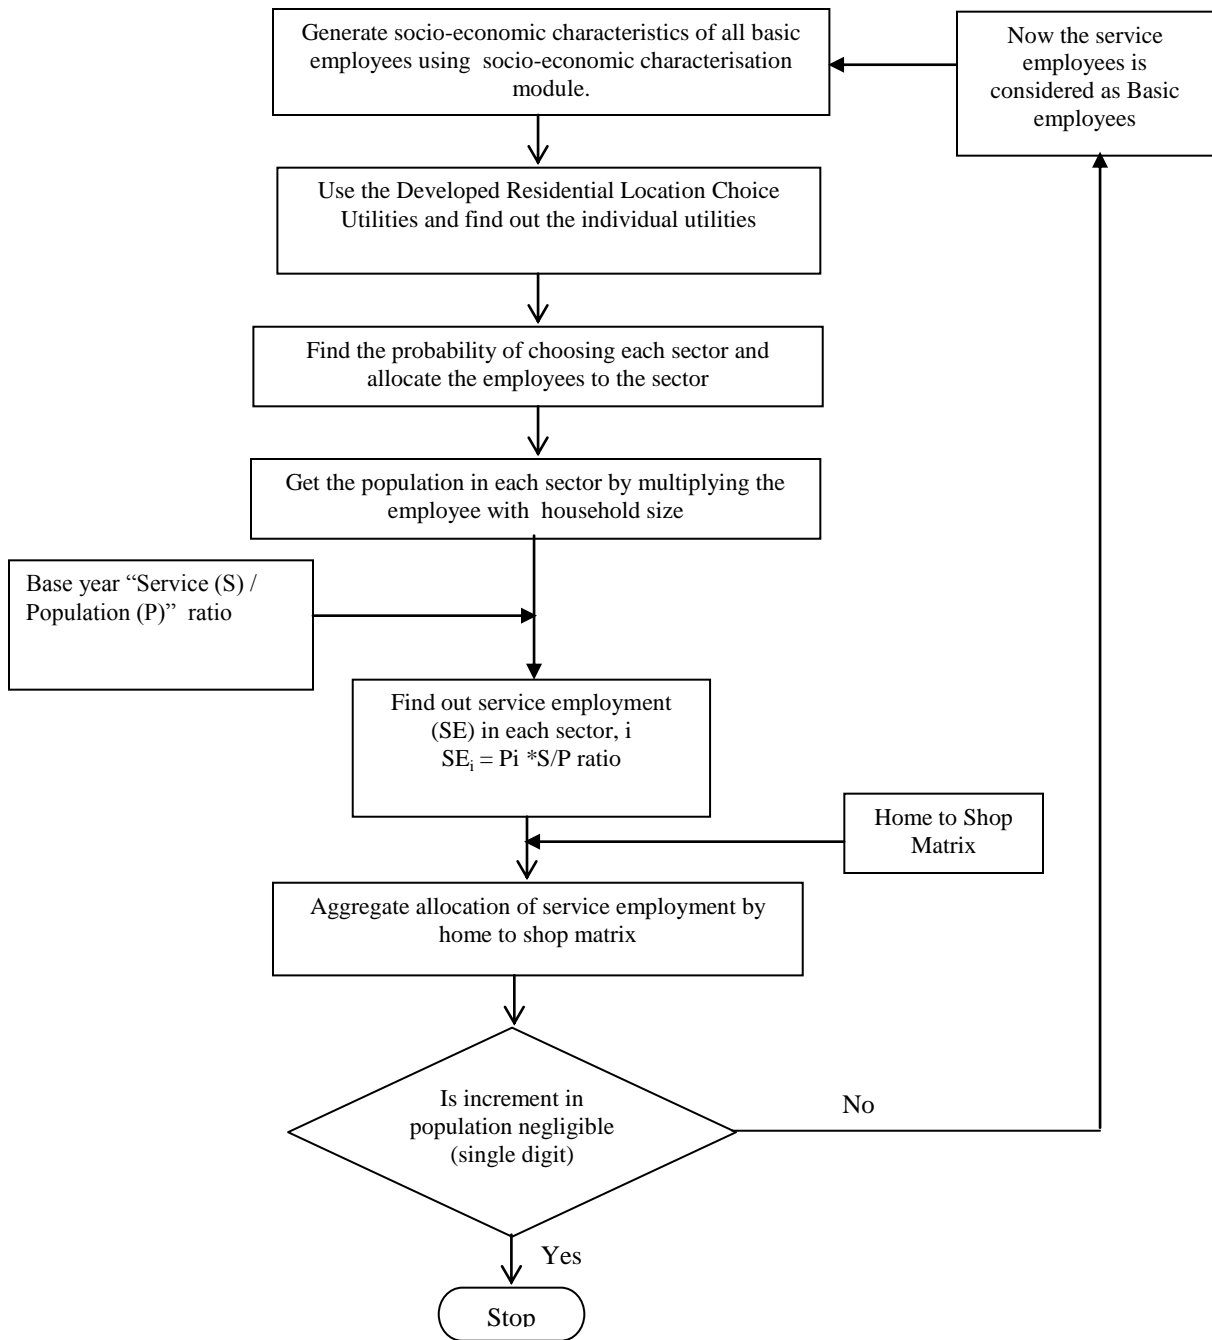 Generate socio-economic characteristics of all basic
employees using socio-economic characterisation
module.
Now the service
employees is
considered as Basic
employees
Use the Developed Residential Location Choice
Utilities and find out the individual utilities
Find the probability of choosing each sector and
allocate the employees to the sector
Get the population in each sector by multiplying the
employee with household size
Base year “Service (S) /
Population (P)” ratio
Find out service employment
(SE) in each sector, i
SEi = Pi *S/P ratio
Home to Shop
Matrix
Aggregate allocation of service employment by
home to shop matrix
Is increment in
population negligible
(single digit)
No
Yes
Stop